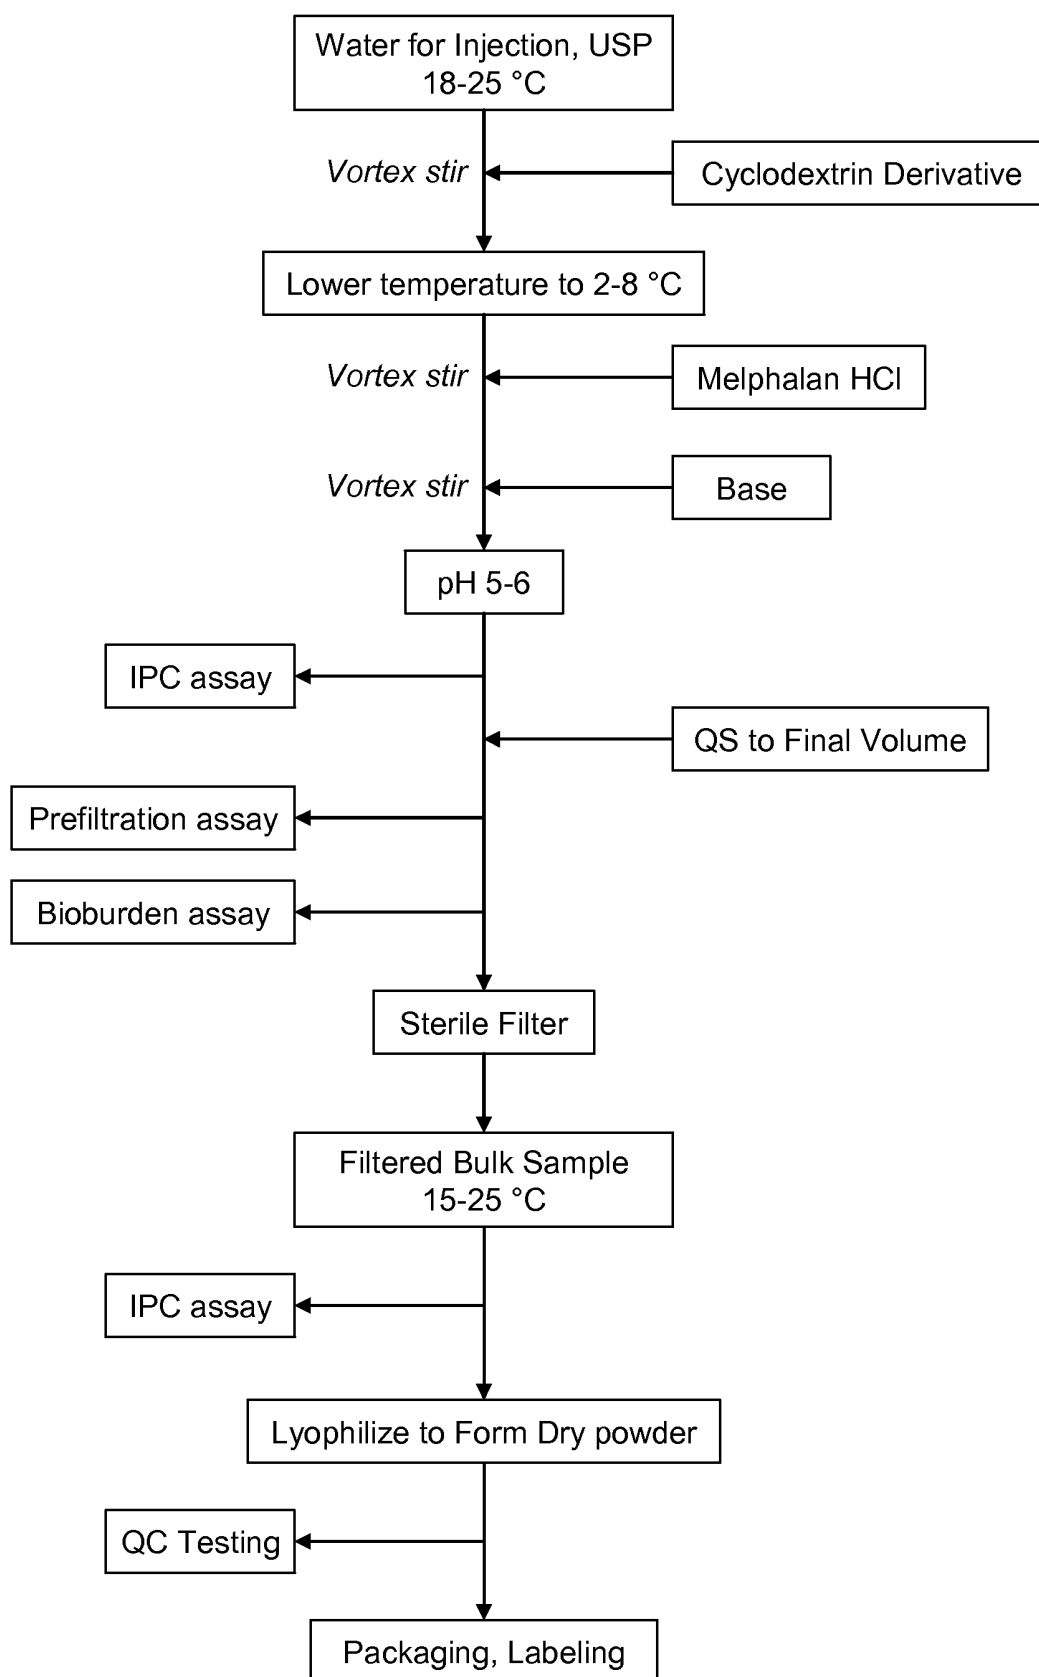 Water for Injection, USP
18-25 °C
Vortex stir
Cyclodextrin Derivative
Lower temperature to 2-8 °C
Vortex stir
Melphalan HCl
Vortex stir
Base
pH 5-6
IPC assay
QS to Final Volume
Prefiltration assay
Bioburden assay
Sterile Filter
Filtered Bulk Sample
15-25 °C
IPC assay
Lyophilize to Form Dry powder
QC Testing
Packaging, Labeling